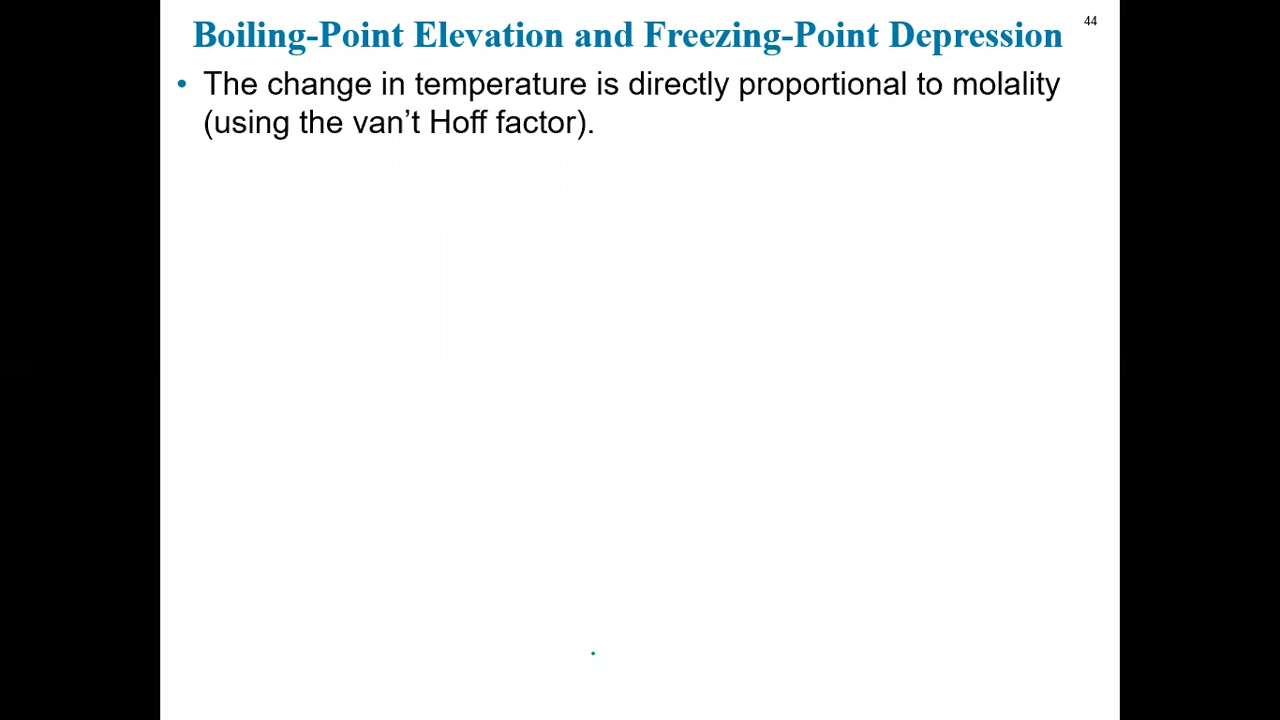 Boiling-Point Elevation and Freezing-Point Depression
44
• The change in temperature is directly proportional to molality
(using the van’t Hoff factor).